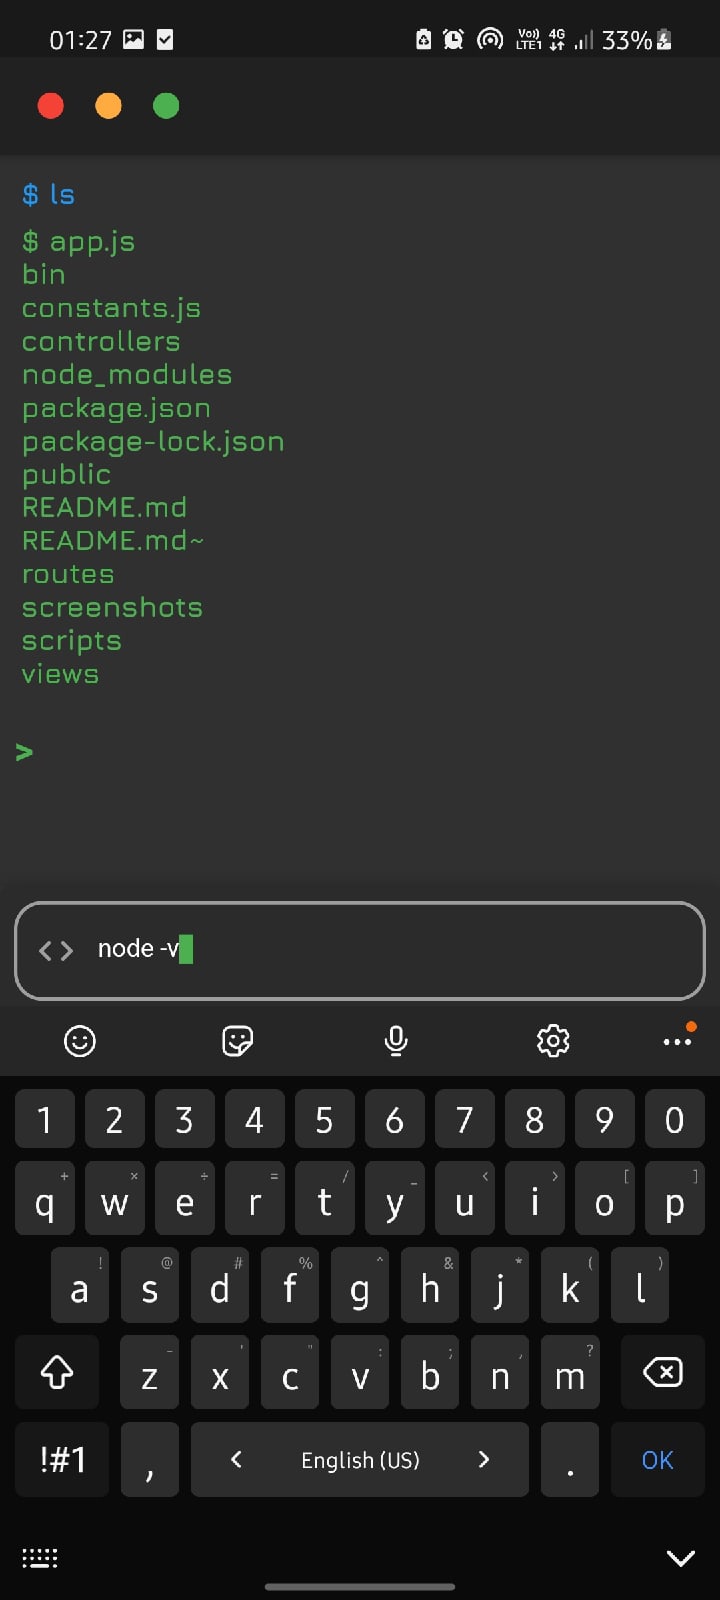 01:27 Vo)) LTE1 4G 33%
$ ls
$ app.js
bin
constants.js
controllers
node_modules
package.json
package-lock.json
public
README.md
README.md~
routes
screenshots
scripts
views
>
<> node -v
1 2 3 4 5 6 7 8 9 0
+ × ÷ = / _ < > [ ]
q w e r t y u i o p
! @ # % ^ & * ( )
a s d f g h j k l
- ' " : ; , ?
z x c v b n m
!#1 , < English (US) > . OK